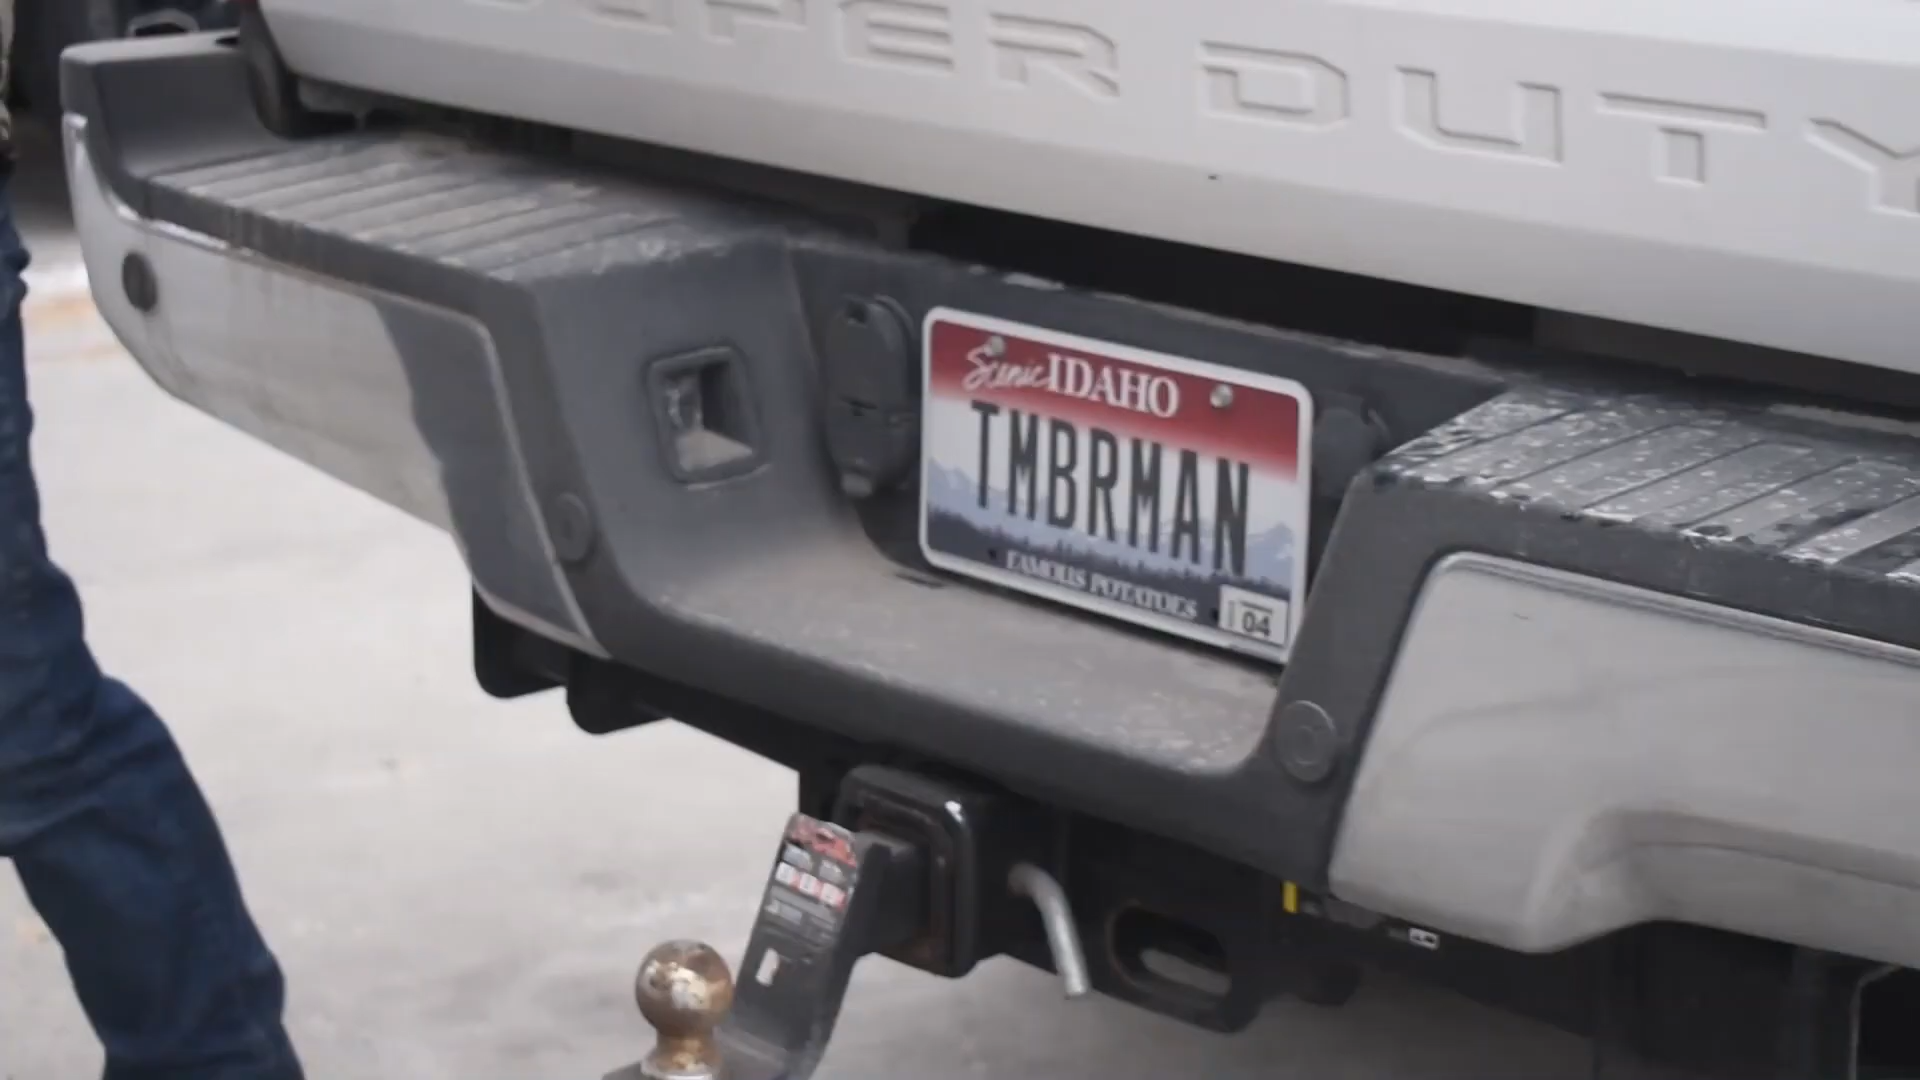 SUPER DUTY
Scenic IDAHO
TMBRMAN
FAMOUS POTATOES
04